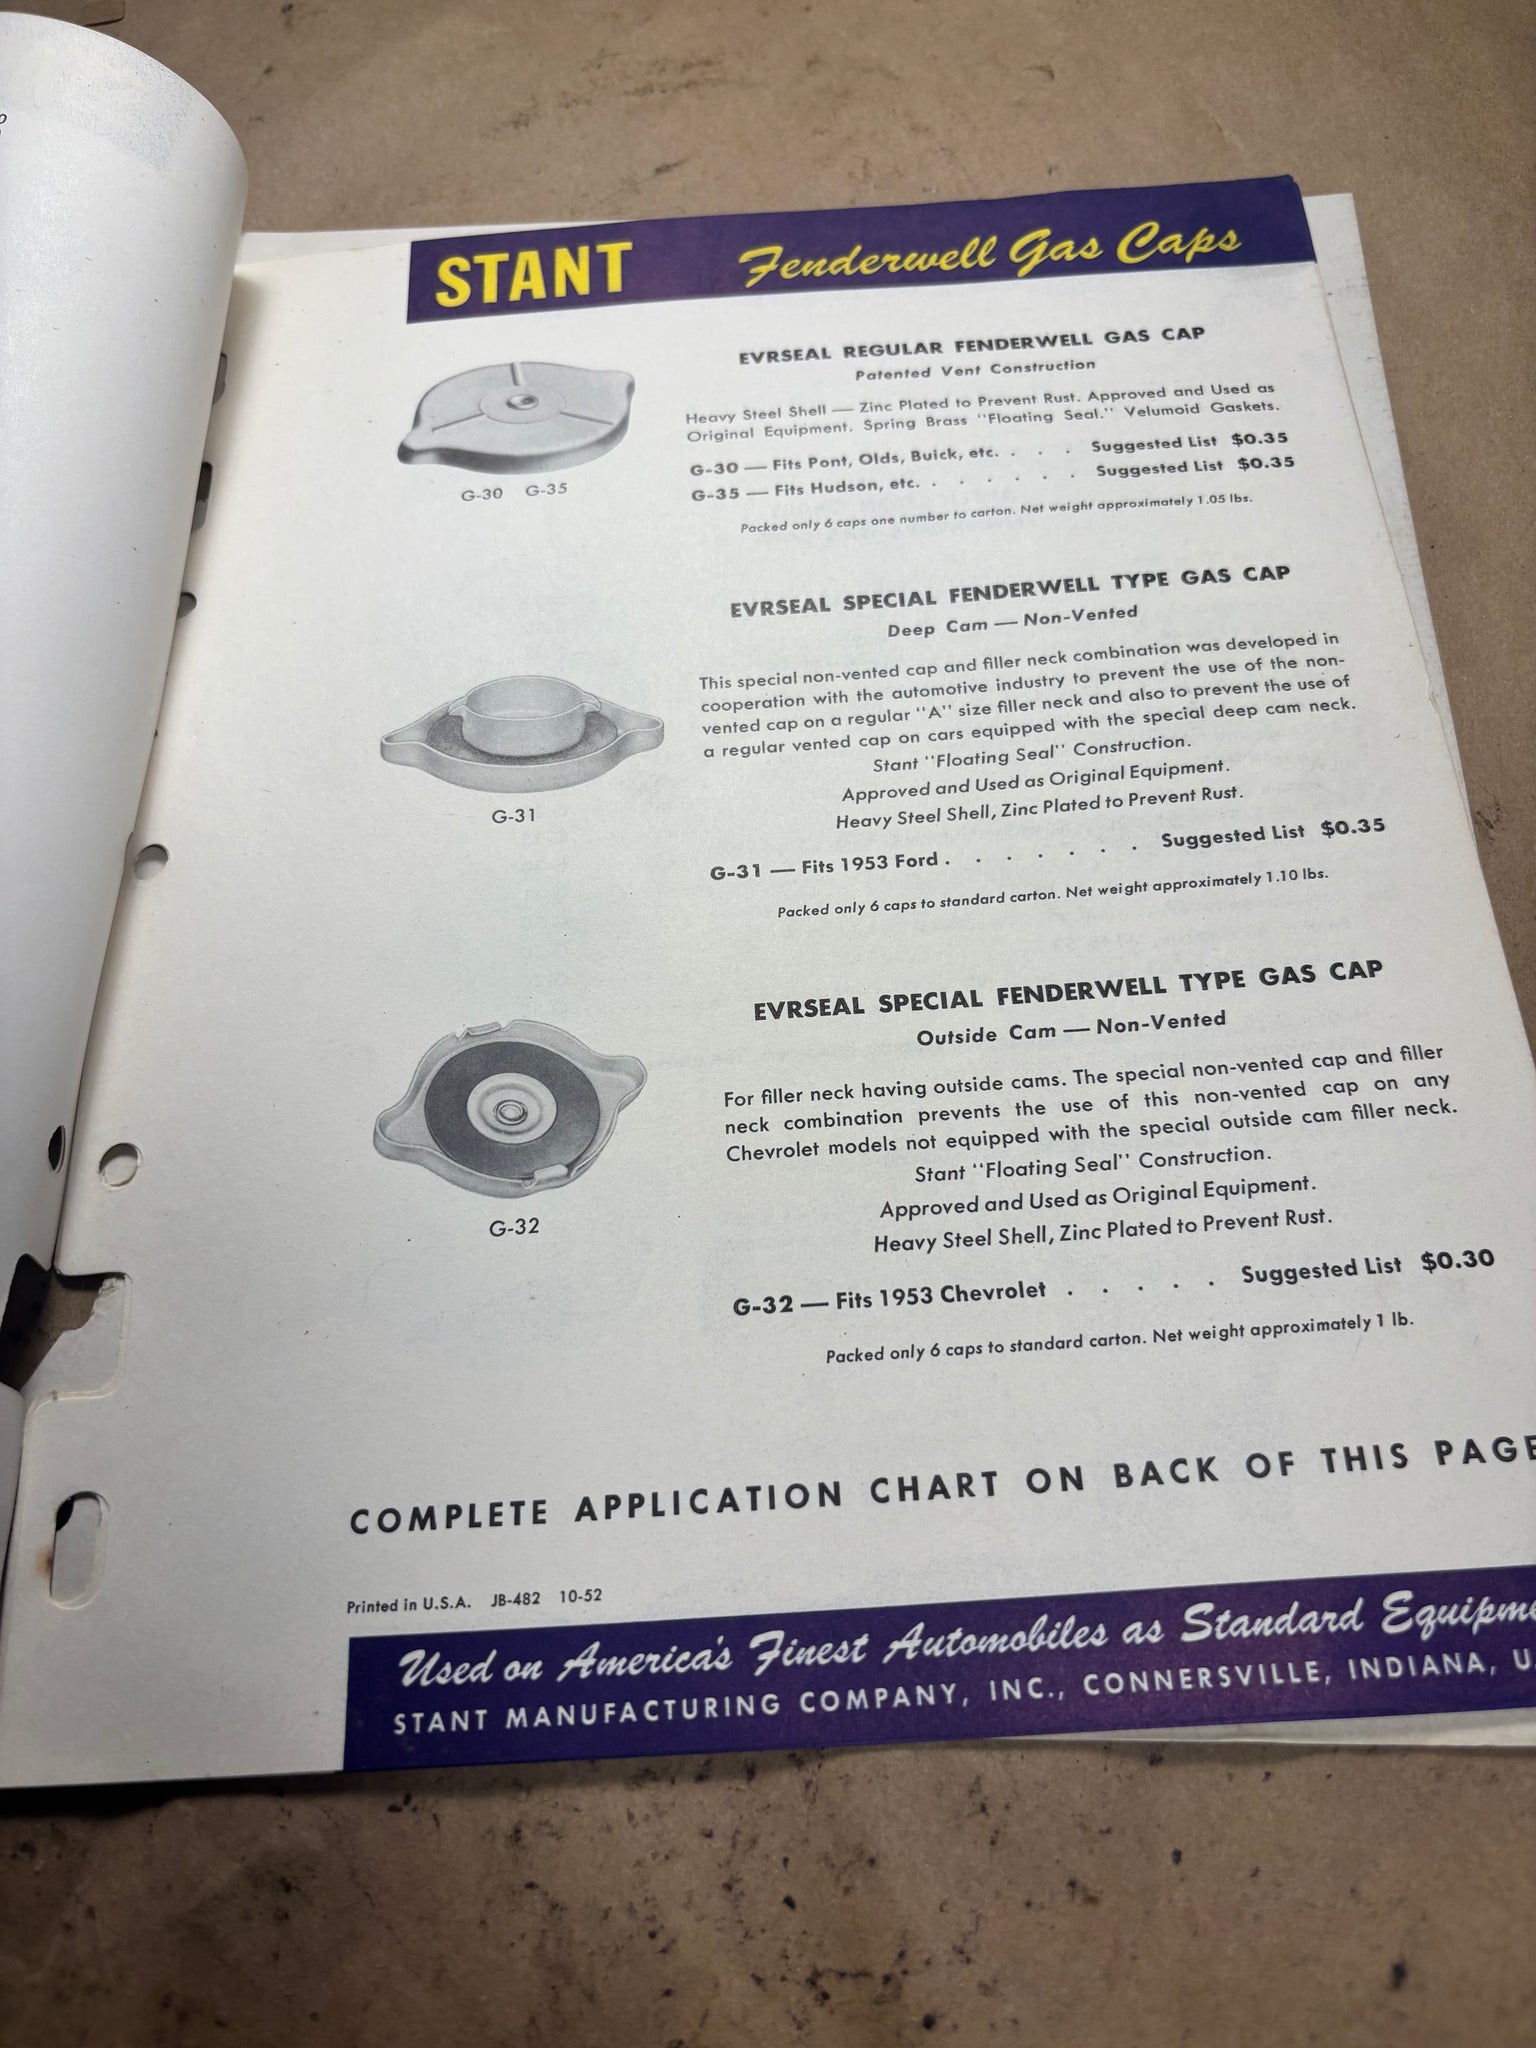 STANT Fenderwell Gas Caps
EVRSEAL REGULAR FENDERWELL GAS CAP
Patented Vent Construction
Heavy Steel Shell — Zinc Plated to Prevent Rust. Approved and Used as
Original Equipment. Spring Brass "Floating Seal." Velumoid Gaskets.
G-30 — Fits Pont, Olds, Buick, etc. . . . Suggested List $0.35
G-35 — Fits Hudson, etc. . . . . . . Suggested List $0.35
Packed only 6 caps one number to carton. Net weight approximately 1.05 lbs.
G-30 G-35
EVRSEAL SPECIAL FENDERWELL TYPE GAS CAP
Deep Cam — Non-Vented
This special non-vented cap and filler neck combination was developed in
cooperation with the automotive industry to prevent the use of the non-
vented cap on a regular "A" size filler neck and also to prevent the use of
a regular vented cap on cars equipped with the special deep cam neck.
Stant "Floating Seal" Construction.
Approved and Used as Original Equipment.
Heavy Steel Shell, Zinc Plated to Prevent Rust.
G-31 — Fits 1953 Ford . . . . . . . Suggested List $0.35
Packed only 6 caps to standard carton. Net weight approximately 1.10 lbs.
G-31
EVRSEAL SPECIAL FENDERWELL TYPE GAS CAP
Outside Cam — Non-Vented
For filler neck having outside cams. The special non-vented cap and filler
neck combination prevents the use of this non-vented cap on any
Chevrolet models not equipped with the special outside cam filler neck.
Stant "Floating Seal" Construction.
Approved and Used as Original Equipment.
Heavy Steel Shell, Zinc Plated to Prevent Rust.
G-32 — Fits 1953 Chevrolet . . . . . Suggested List $0.30
Packed only 6 caps to standard carton. Net weight approximately 1 lb.
G-32
COMPLETE APPLICATION CHART ON BACK OF THIS PAGE
Printed in U.S.A. JB-482 10-52
Used on America's Finest Automobiles as Standard Equipme
STANT MANUFACTURING COMPANY, INC., CONNERSVILLE, INDIANA, U.